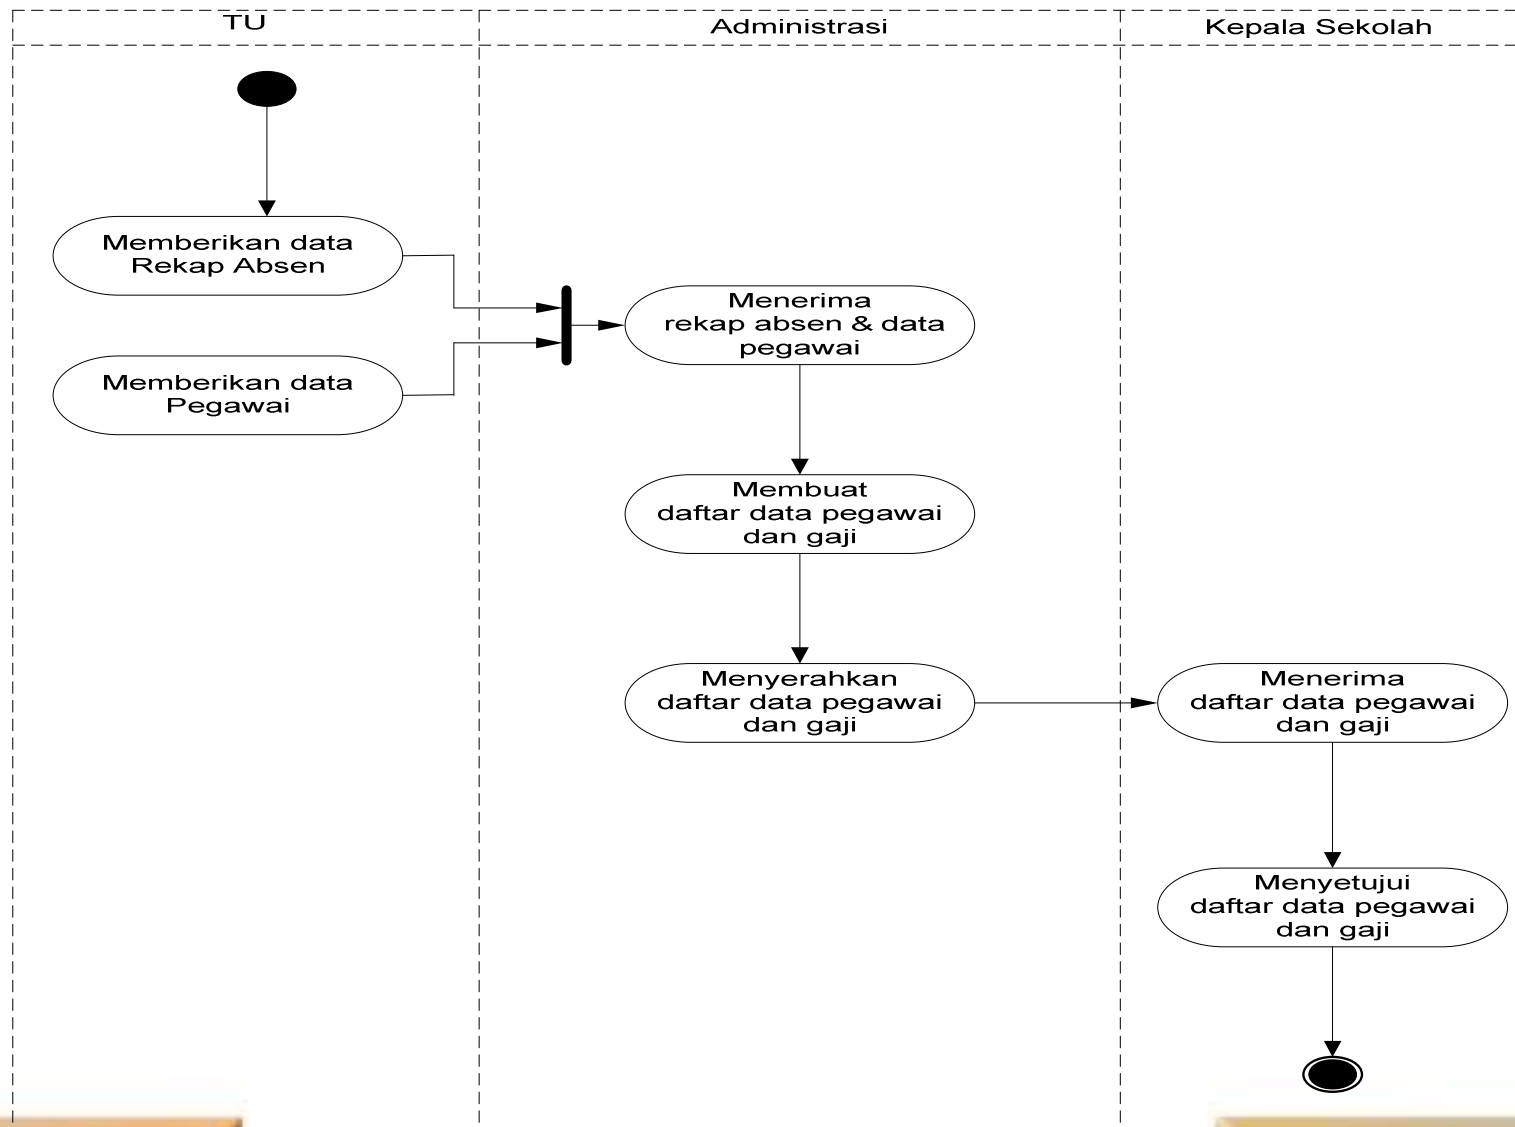 TU
Administrasi
Kepala Sekolah
Memberikan data
Rekap Absen
Memberikan data
Pegawai
Menerima
rekap absen & data
pegawai
Membuat
daftar data pegawai
dan gaji
Menyerahkan
daftar data pegawai
dan gaji
Menerima
daftar data pegawai
dan gaji
Menyetujui
daftar data pegawai
dan gaji